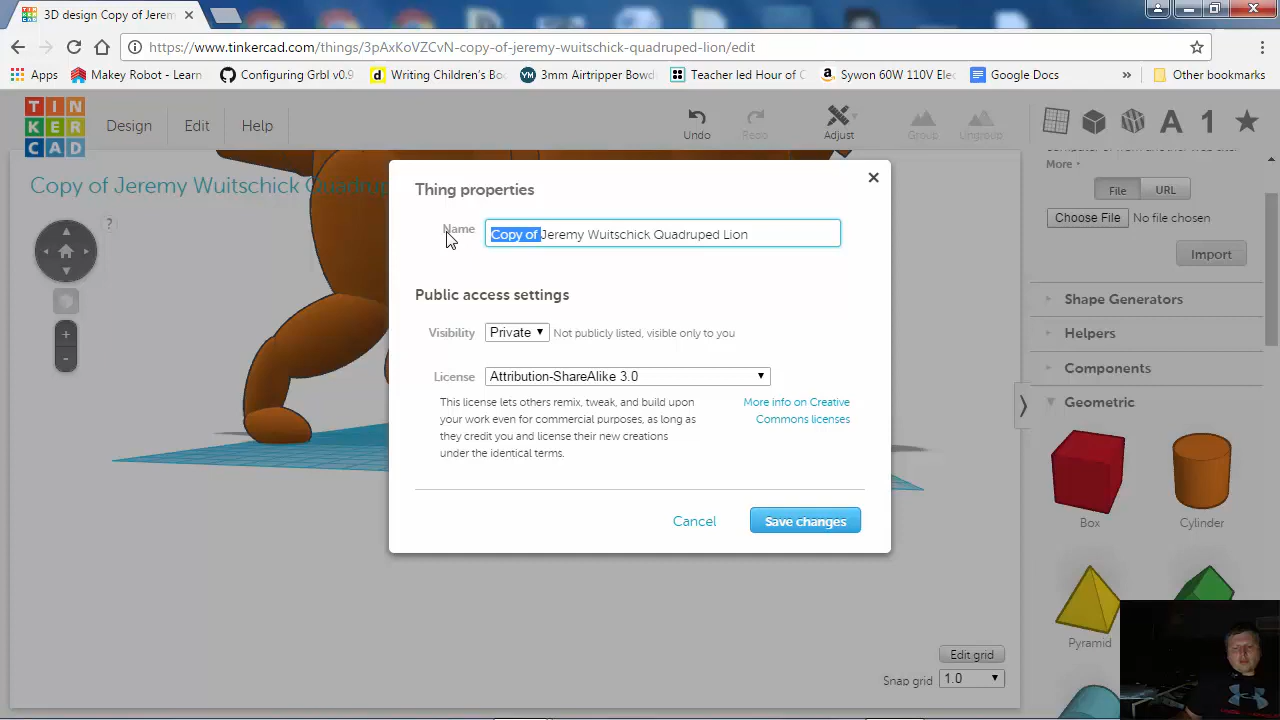 3D design Copy of Jerem
https://www.tinkercad.com/things/3pAxKoVZCvN-copy-of-jeremy-wuitschick-quadruped-lion/edit
Apps
Makey Robot - Learn
Configuring Grbl v0.9
Writing Children's Bo
3mm Airtripper Bowd
Teacher led Hour of C
Sywon 60W 110V Elec
Google Docs
»
Other bookmarks
TIN
KER
CAD
Design
Edit
Help
Undo
Redo
Adjust
Group
Ungroup
More
Copy of Jeremy Wuitschick Quadrup
?
File
URL
Choose File
No file chosen
Import
Shape Generators
Helpers
Components
Geometric
Box
Cylinder
Pyramid
+
-
Thing properties
Name
Copy of Jeremy Wuitschick Quadruped Lion
Public access settings
Visibility
Private
Not publicly listed, visible only to you
License
Attribution-ShareAlike 3.0
This license lets others remix, tweak, and build upon
your work even for commercial purposes, as long as
they credit you and license their new creations
under the identical terms.
More info on Creative
Commons licenses
Cancel
Save changes
Edit grid
Snap grid
1.0